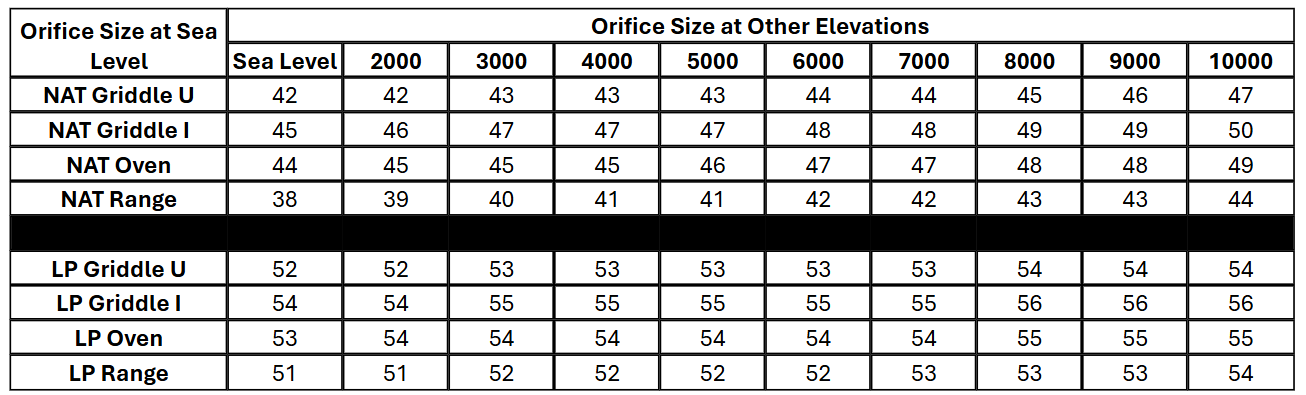 Orifice Size at Sea Level Orifice Size at Other Elevations
Sea Level 2000 3000 4000 5000 6000 7000 8000 9000 10000
NAT Griddle U 42 42 43 43 43 44 44 45 46 47
NAT Griddle I 45 46 47 47 47 48 48 49 49 50
NAT Oven 44 45 45 45 46 47 47 48 48 49
NAT Range 38 39 40 41 41 42 42 43 43 44
LP Griddle U 52 52 53 53 53 53 53 54 54 54
LP Griddle I 54 54 55 55 55 55 55 56 56 56
LP Oven 53 54 54 54 54 54 54 55 55 55
LP Range 51 51 52 52 52 52 53 53 53 54